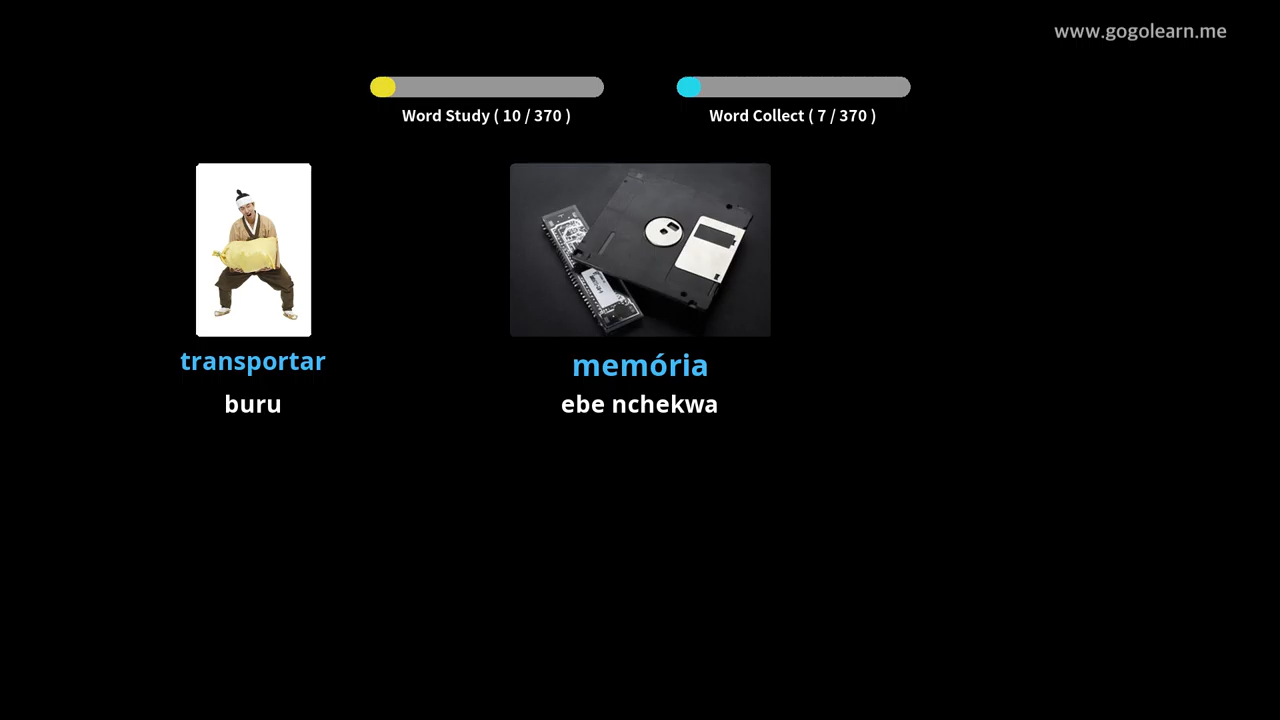 www.gogolearn.me
Word Study ( 10 / 370 )
Word Collect ( 7 / 370 )
transportar
buru
memória
ebe nchekwa